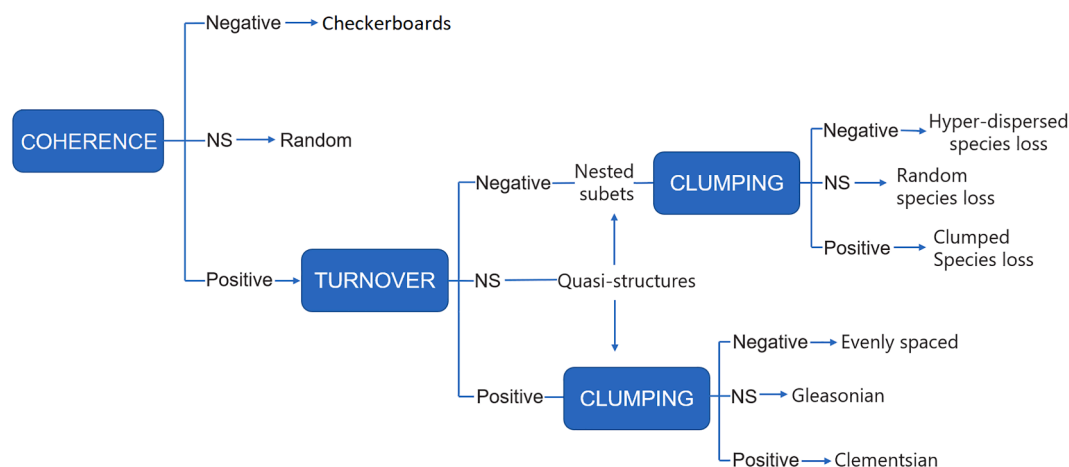 Negative
Checkerboards
COHERENCE
NS
Random
Positive
TURNOVER
Negative
Nested
subets
CLUMPING
Negative
Hyper-dispersed
species loss
NS
Random
species loss
Positive
Clumped
Species loss
NS
Quasi-structures
Positive
CLUMPING
Negative
Evenly spaced
NS
Gleasonian
Positive
Clementsian